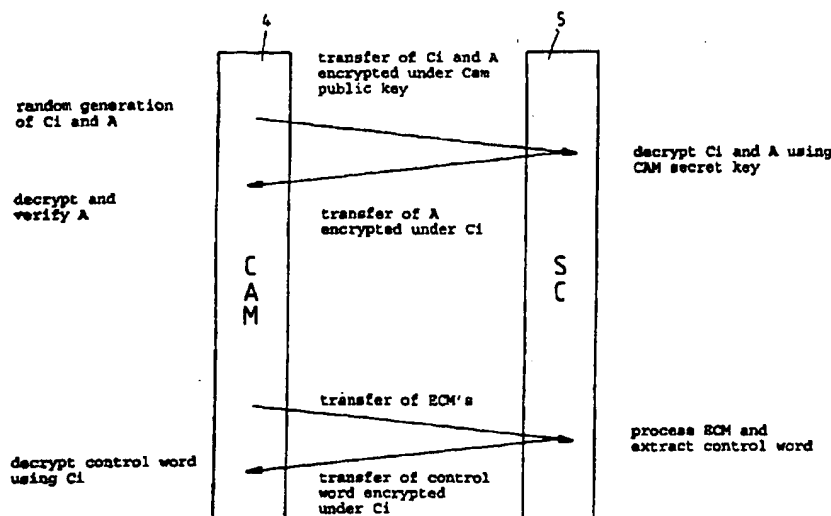 4
5
transfer of Ci and A
encrypted under Cam
public key
random generation
of Ci and A
decrypt Ci and A using
CAM secret key
decrypt and
verify A
transfer of A
encrypted under Ci
C
A
M
S
C
transfer of ECM's
process ECM and
extract control word
decrypt control word
using Ci
transfer of control
word encrypted
under Ci